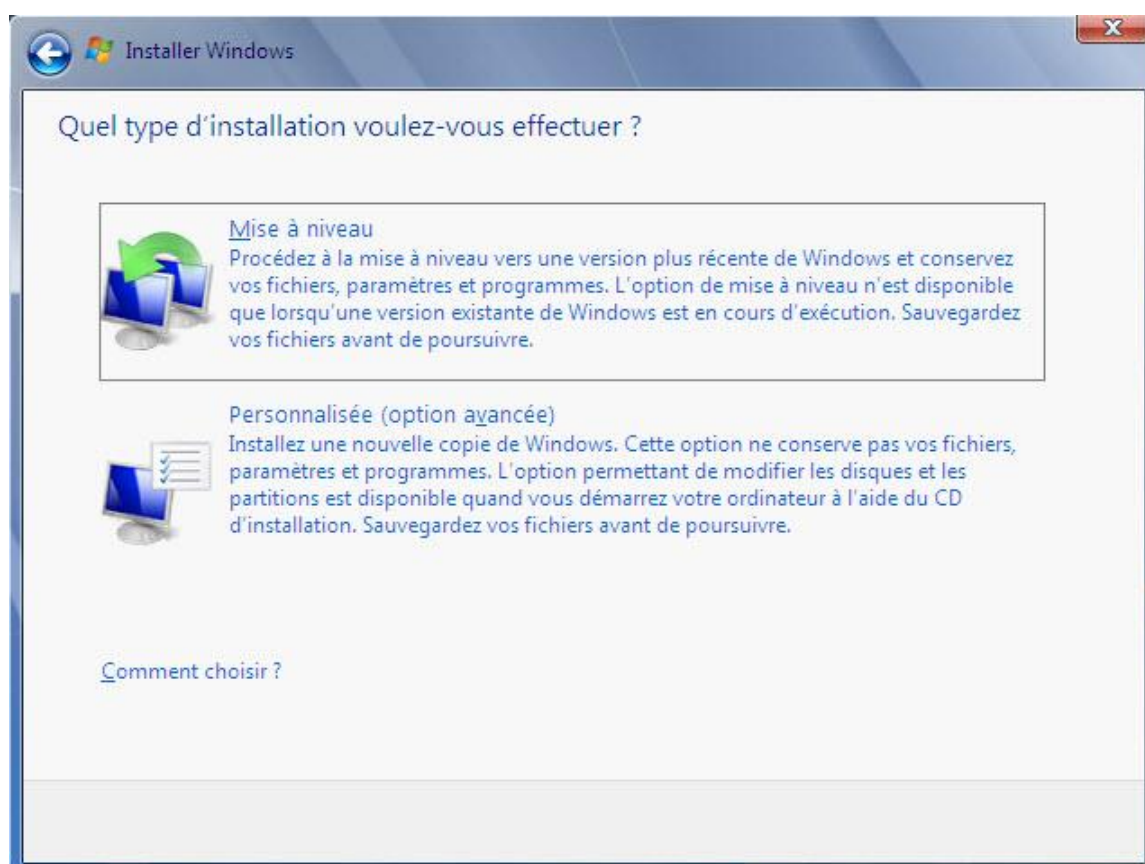 Installer Windows
Quel type d'installation voulez-vous effectuer ?
Mise à niveau
Procédez à la mise à niveau vers une version plus récente de Windows et conservez
vos fichiers, paramètres et programmes. L'option de mise à niveau n'est disponible
que lorsqu'une version existante de Windows est en cours d'exécution. Sauvegardez
vos fichiers avant de poursuivre.
Personnalisée (option avancée)
Installez une nouvelle copie de Windows. Cette option ne conserve pas vos fichiers,
paramètres et programmes. L'option permettant de modifier les disques et les
partitions est disponible quand vous démarrez votre ordinateur à l'aide du CD
d'installation. Sauvegardez vos fichiers avant de poursuivre.
Comment choisir ?